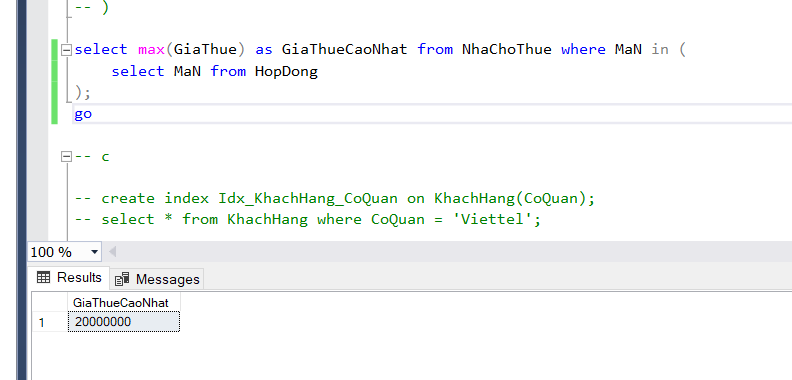 -- )
select max(GiaThue) as GiaThueCaoNhat from NhaChoThue where MaN in (
select MaN from HopDong
);
go
-- c
-- create index Idx_KhachHang_CoQuan on KhachHang(CoQuan);
-- select * from KhachHang where CoQuan = 'Viettel';
100 %
Results Messages
GiaThueCaoNhat
1 20000000